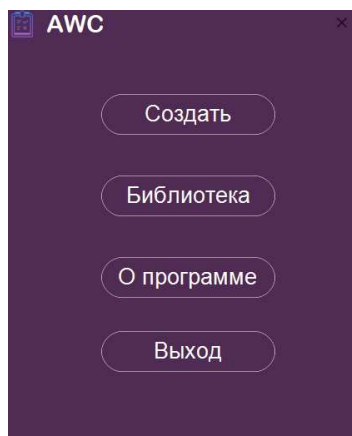 AWC
Создать
Библиотека
О программе
Выход